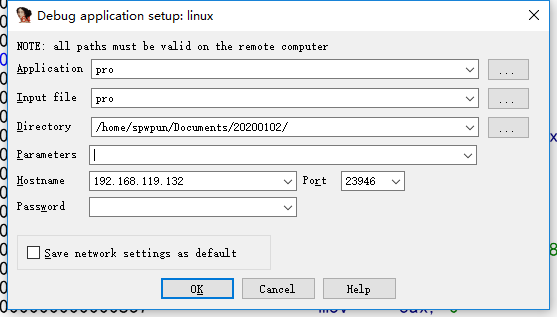 Debug application setup: linux
NOTE: all paths must be valid on the remote computer
Application pro ...
Input file pro ...
Directory /home/spwpun/Documents/20200102/ ...
Parameters
Hostname 192.168.119.132 Port 23946
Password
Save network settings as default
OK Cancel Help